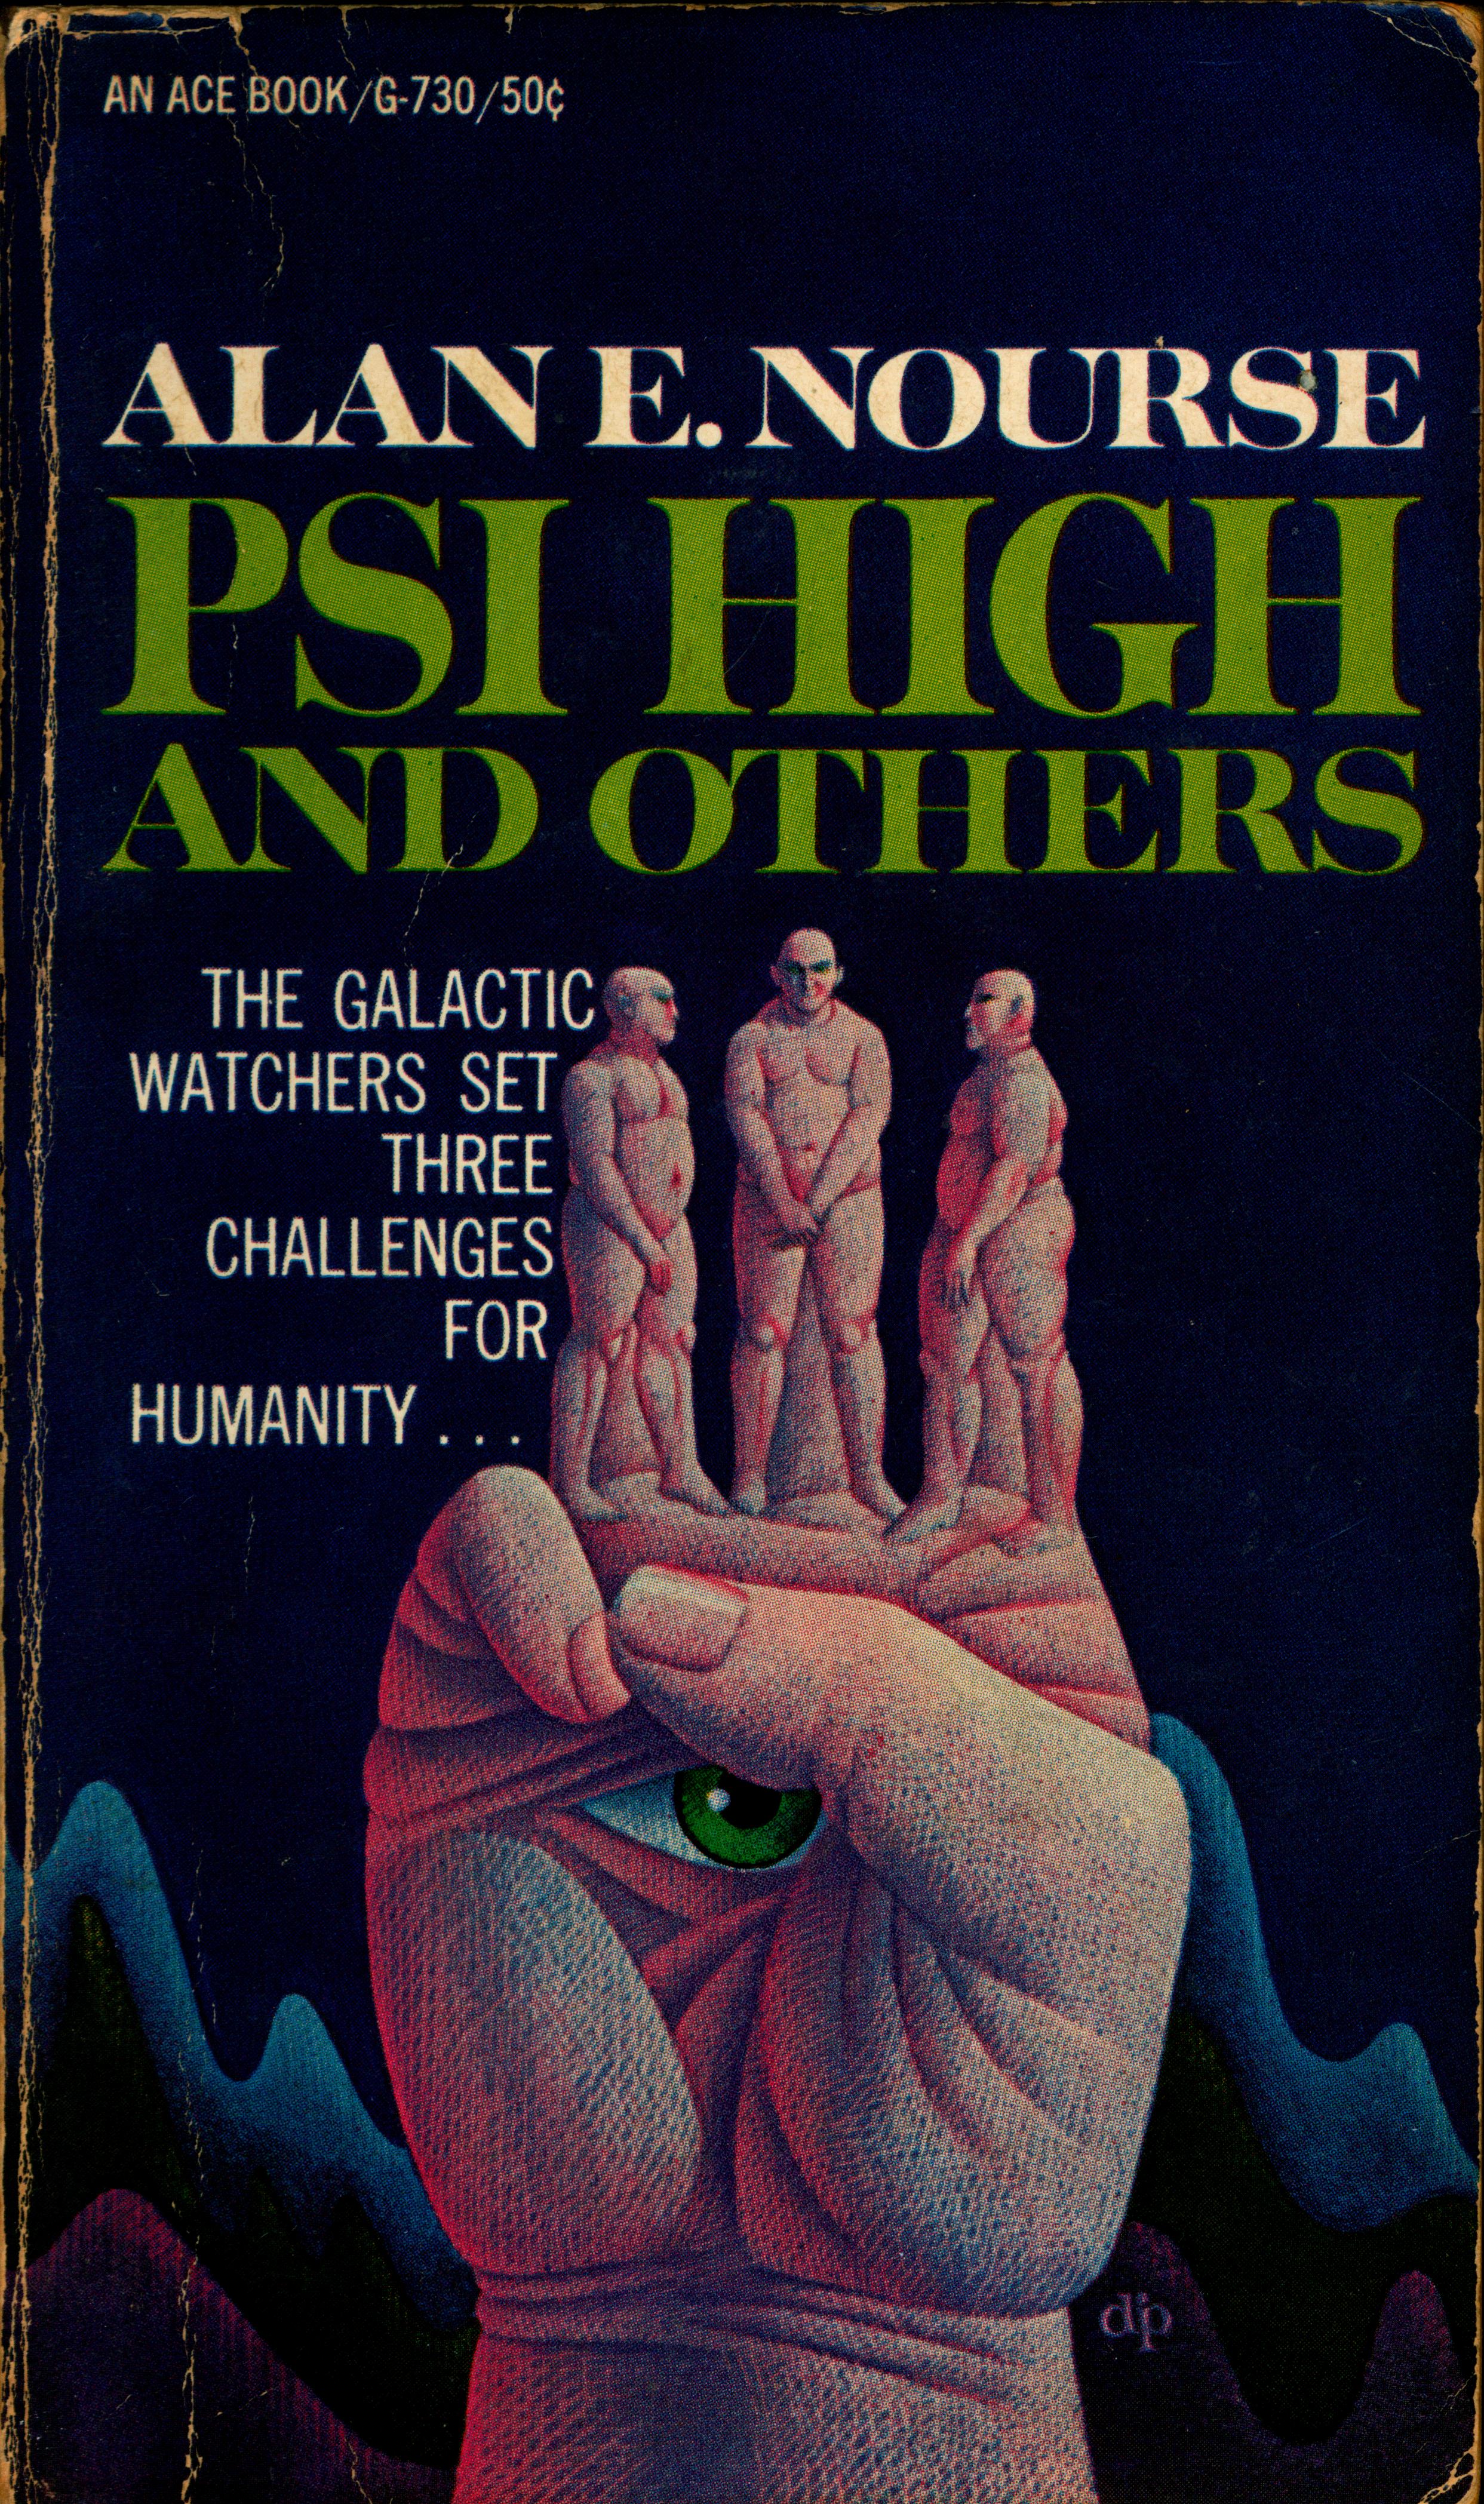 AN ACE BOOK/G-730/50¢
ALAN E. NOURSE
PSI HIGH
AND OTHERS
THE GALACTIC
WATCHERS SET
THREE
CHALLENGES
FOR
HUMANITY...
djp